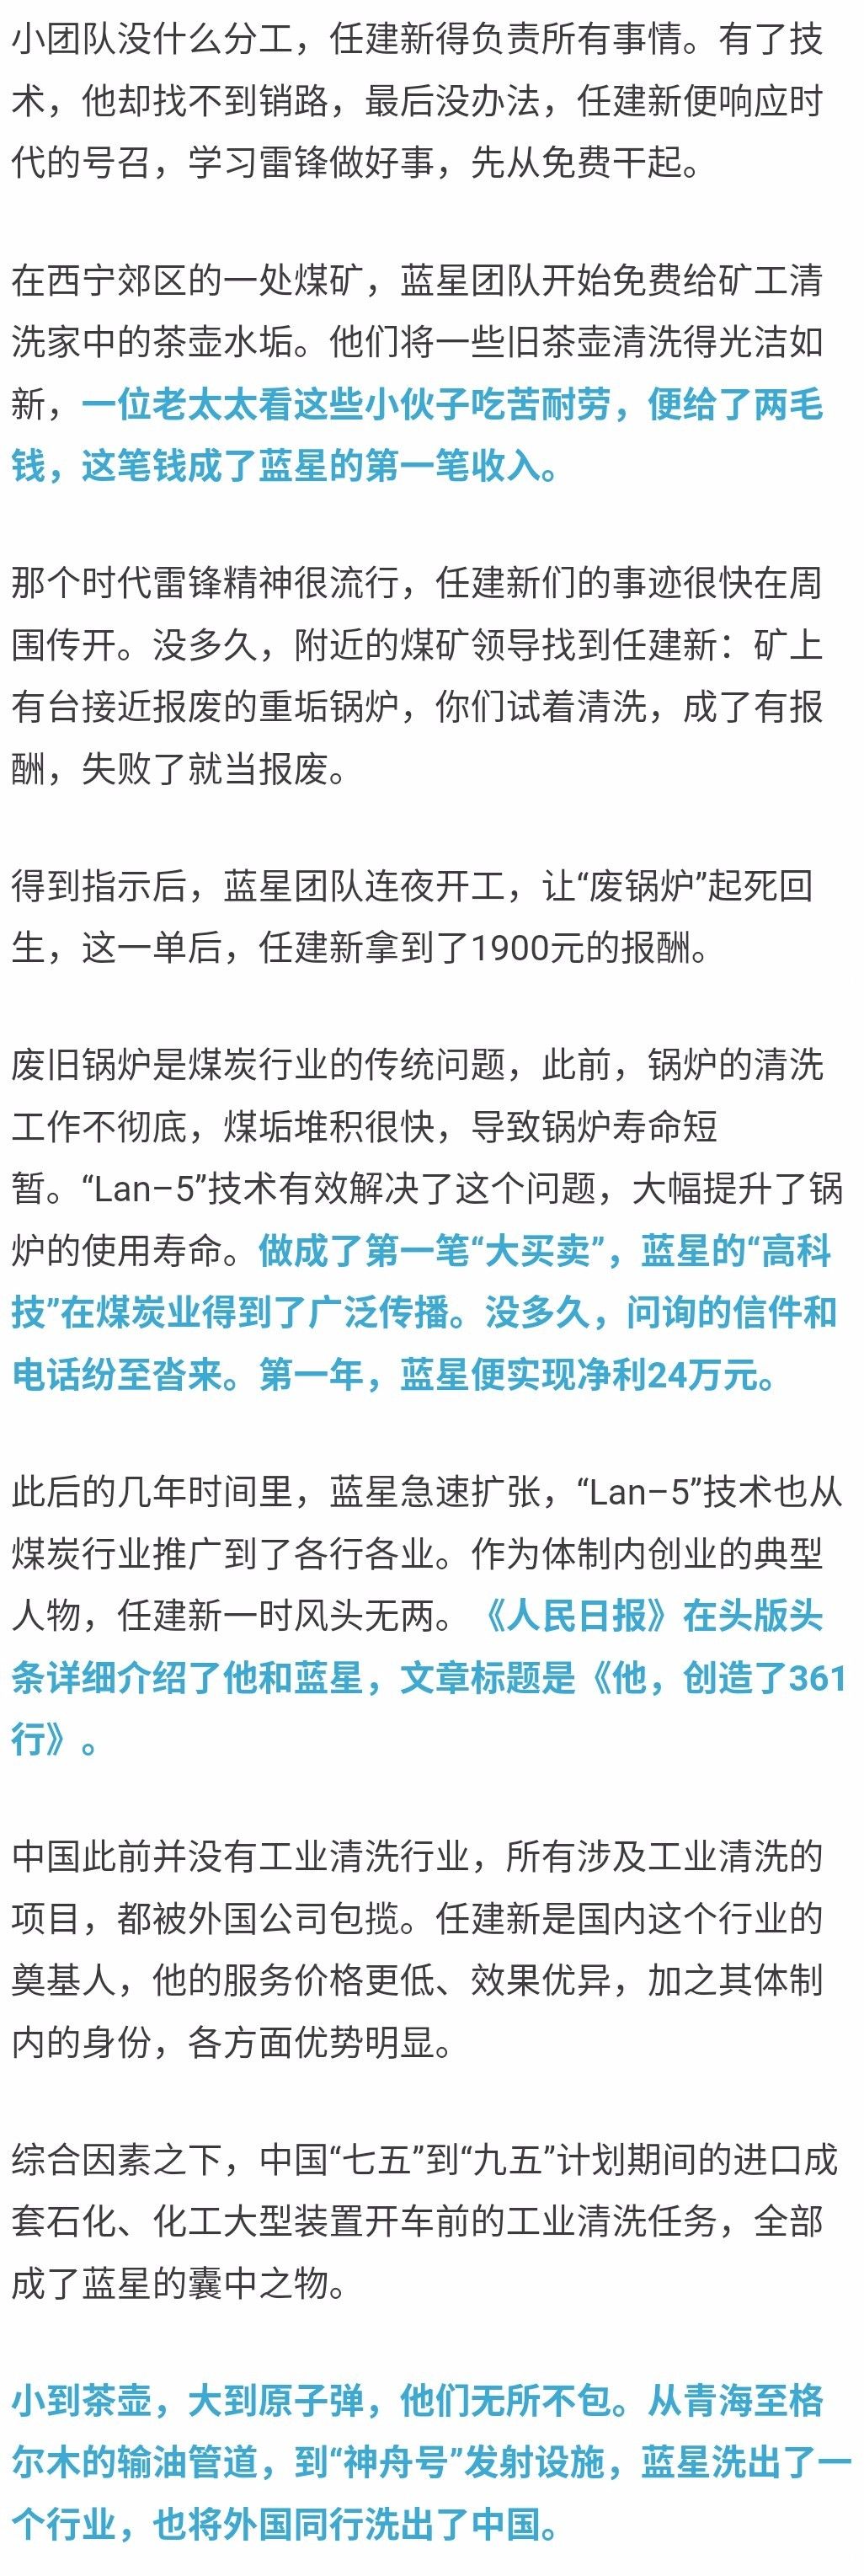 小团队没什么分工，任建新得负责所有事情。有了技
术，他却找不到销路，最后没办法，任建新便响应时
代的号召，学习雷锋做好事，先从免费干起。
在西宁郊区的一处煤矿，蓝星团队开始免费给矿工清
洗家中的茶壶水垢。他们将一些旧茶壶清洗得光洁如
新，一位老太太看这些小伙子吃苦耐劳，便给了两毛
钱，这笔钱成了蓝星的第一笔收入。
那个时代雷锋精神很流行，任建新们的事迹很快在周
围传开。没多久，附近的煤矿领导找到任建新：矿上
有台接近报废的重垢锅炉，你们试着清洗，成了有报
酬，失败了就当报废。
得到指示后，蓝星团队连夜开工，让“废锅炉”起死回
生，这一单后，任建新拿到了1900元的报酬。
废旧锅炉是煤炭行业的传统问题，此前，锅炉的清洗
工作不彻底，煤垢堆积很快，导致锅炉寿命短
暂。“Lan–5”技术有效解决了这个问题，大幅提升了锅
炉的使用寿命。做成了第一笔“大买卖”，蓝星的“高科
技”在煤炭业得到了广泛传播。没多久，问询的信件和
电话纷至沓来。第一年，蓝星便实现净利24万元。
此后的几年时间里，蓝星急速扩张，“Lan–5”技术也从
煤炭行业推广到了各行各业。作为体制内创业的典型
人物，任建新一时风头无两。《人民日报》在头版头
条详细介绍了他和蓝星，文章标题是《他，创造了361
行》。
中国此前并没有工业清洗行业，所有涉及工业清洗的
项目，都被外国公司包揽。任建新是国内这个行业的
奠基人，他的服务价格更低、效果优异，加之其体制
内的身份，各方面优势明显。
综合因素之下，中国“七五”到“九五”计划期间的进口成
套石化、化工大型装置开车前的工业清洗任务，全部
成了蓝星的囊中之物。
小到茶壶，大到原子弹，他们无所不包。从青海至格
尔木的输油管道，到“神舟号”发射设施，蓝星洗出了一
个行业，也将外国同行洗出了中国。